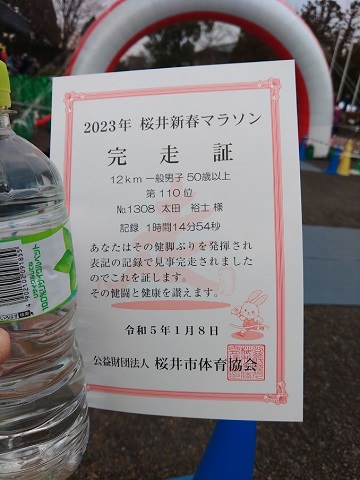 2023年 桜井新春マラソン
完走証
12km 一般男子 50歳以上
第110位
No.1308 太田 裕士 様
記録 1時間14分54秒
あなたはその健脚ぶりを発揮され
表記の記録で見事完走されました
のでこれを証します。
その健闘と健康を讃えます。
令和5年1月8日
公益財団法人 桜井市体育協会